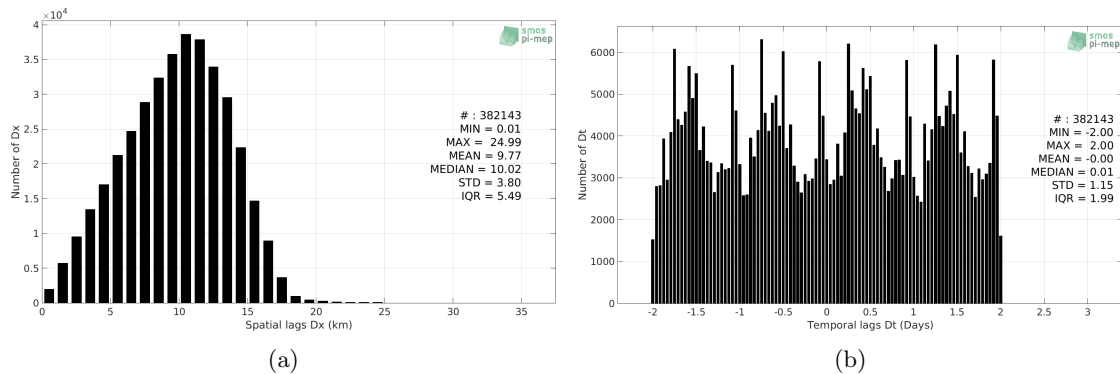 ×10⁴
4
3.5
3
2.5
2
1.5
1
0.5
0
Number of Dx
0 5 10 15 20 25 30 35
Spatial lags Dx (km)
smos
pi-mep
# : 382143
MIN = 0.01
MAX = 24.99
MEAN = 9.77
MEDIAN = 10.02
STD = 3.80
IQR = 5.49
(a)
6000
5000
4000
3000
2000
1000
0
Number of Dt
-2 -1.5 -1 -0.5 0 0.5 1 1.5 2 2.5 3
Temporal lags Dt (Days)
smos
pi-mep
# : 382143
MIN = -2.00
MAX = 2.00
MEAN = -0.00
MEDIAN = 0.01
STD = 1.15
IQR = 1.99
(b)